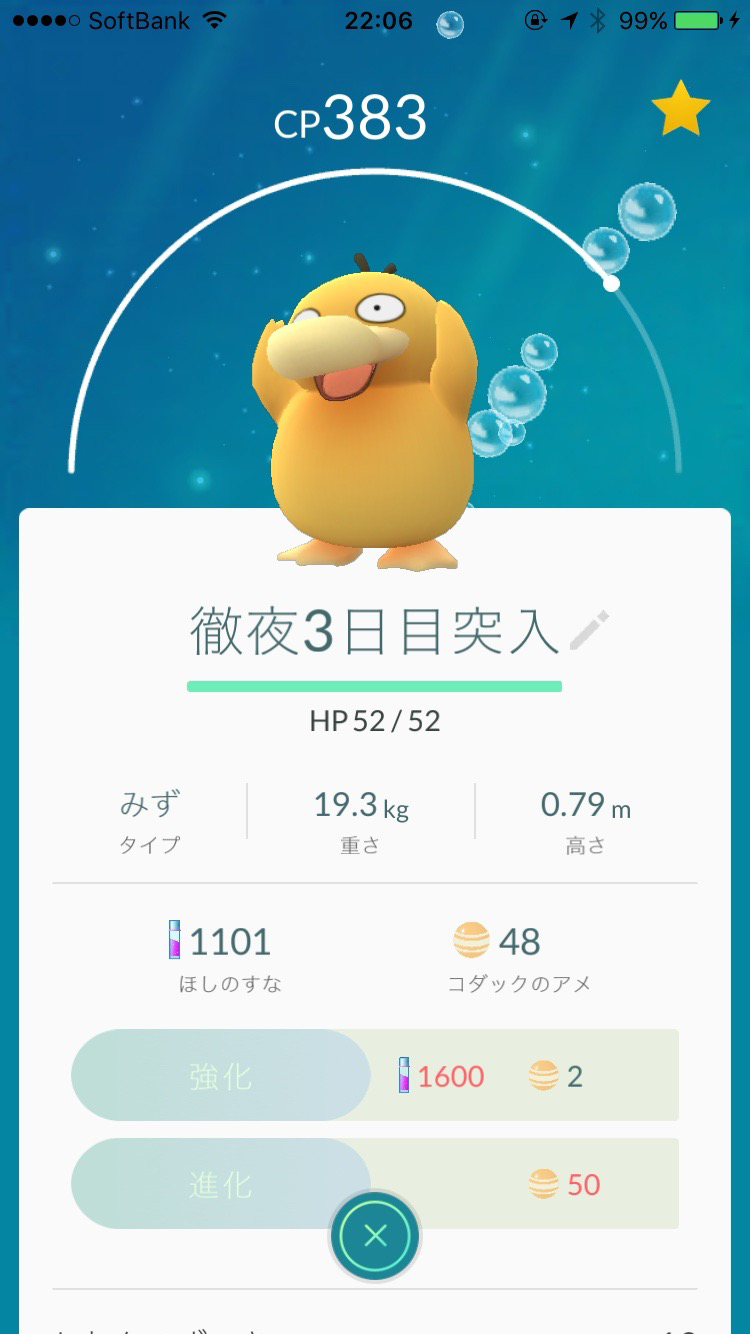 SoftBank 22:06 99%
CP383
徹夜3日目突入
HP 52 / 52
みず 19.3 kg 0.79 m
タイプ 重さ 高さ
1101 48
ほしのすな コダックのアメ
強化 1600 2
進化 50